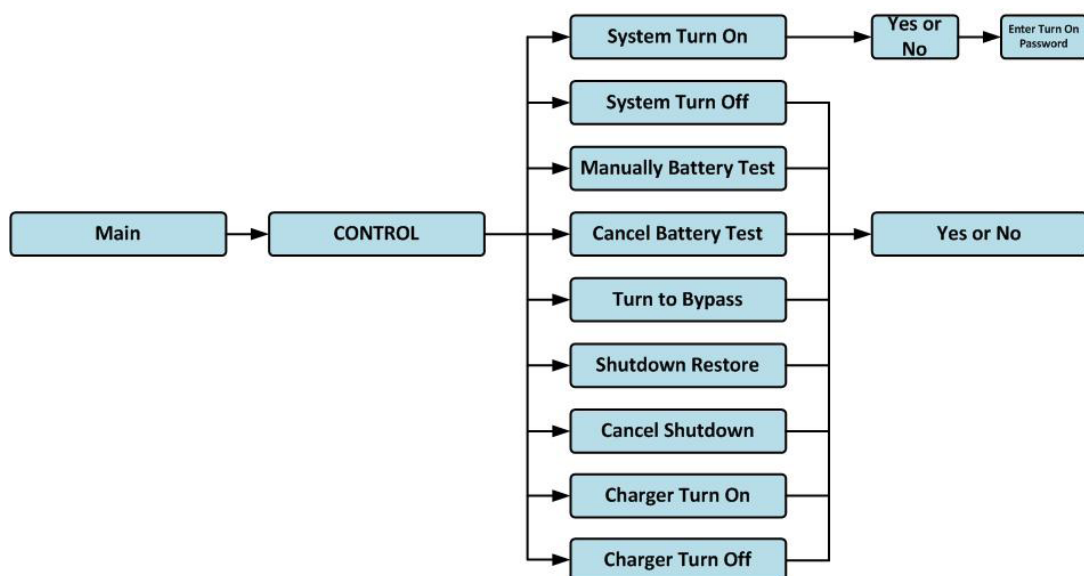 System Turn On
Yes or
No
Enter Turn On
Password
System Turn Off
Manually Battery Test
Main
CONTROL
Cancel Battery Test
Yes or No
Turn to Bypass
Shutdown Restore
Cancel Shutdown
Charger Turn On
Charger Turn Off